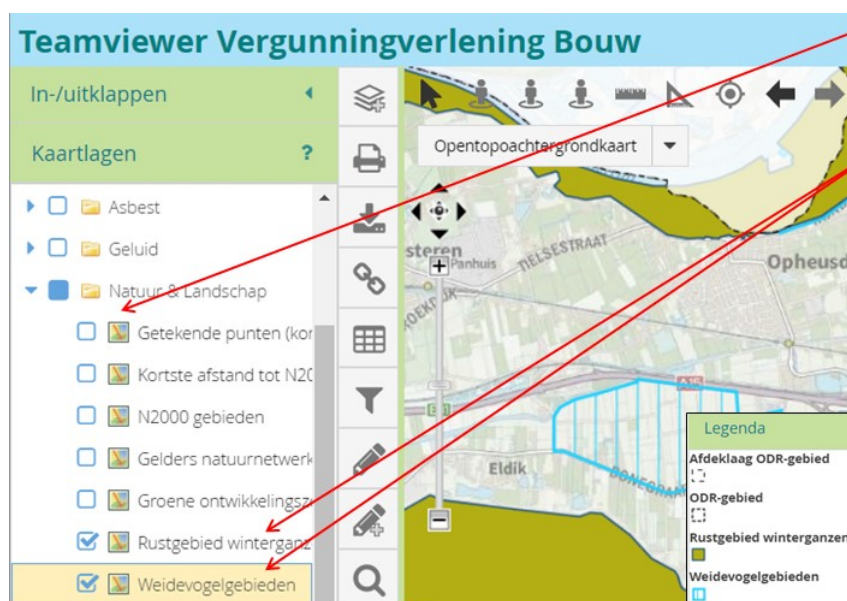 Teamviewer Vergunningverlening Bouw
In-/uitklappen
Kaartlagen ?
Asbest
Geluid
Natuur & Landschap
Getekende punten (kor
Kortste afstand tot N20
N2000 gebieden
Gelders natuurnetwerk
Groene ontwikkelingsz
Rustgebied winterganz
Weidevogelgebieden
Opentopoachtergrondkaart
steren
Panhuis
TIELSESTRAAT
Opheusd
Eldik
Legenda
Afdeklaag ODR-gebied
ODR-gebied
Rustgebied winterganzen
Weidevogelgebieden